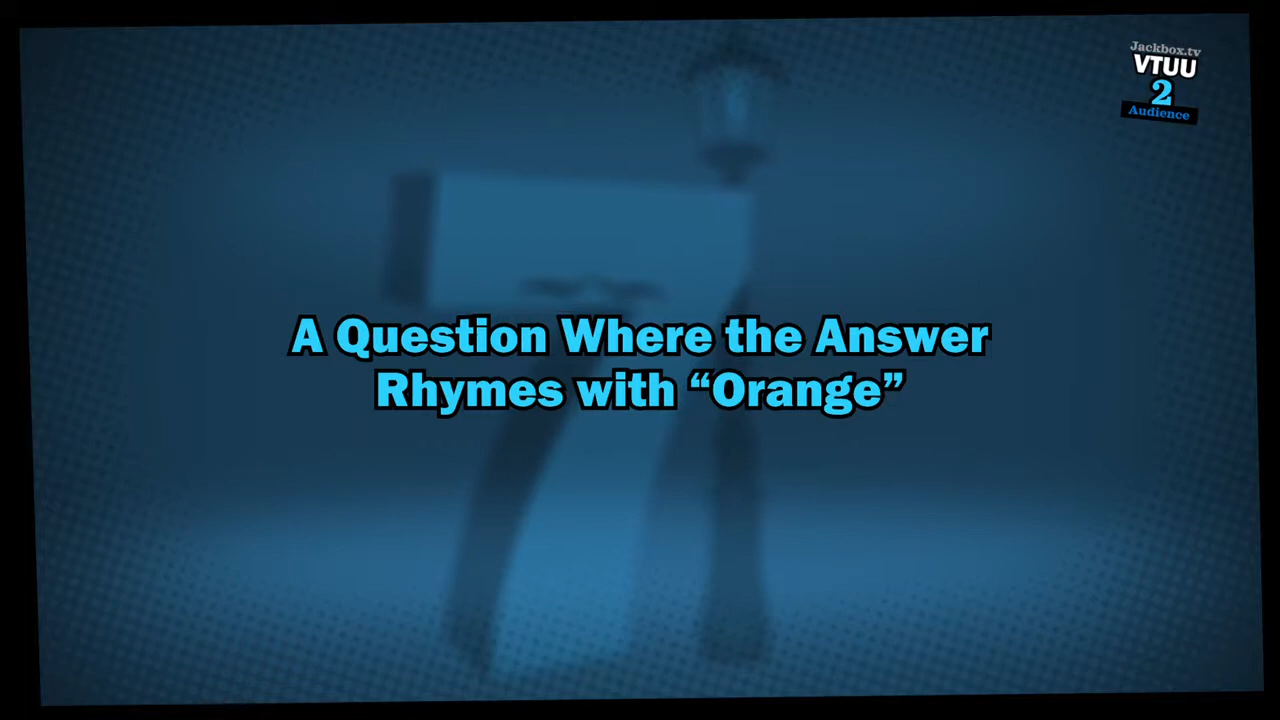 Jackbox.tv
VTUU
2
Audience
A Question Where the Answer
Rhymes with “Orange”